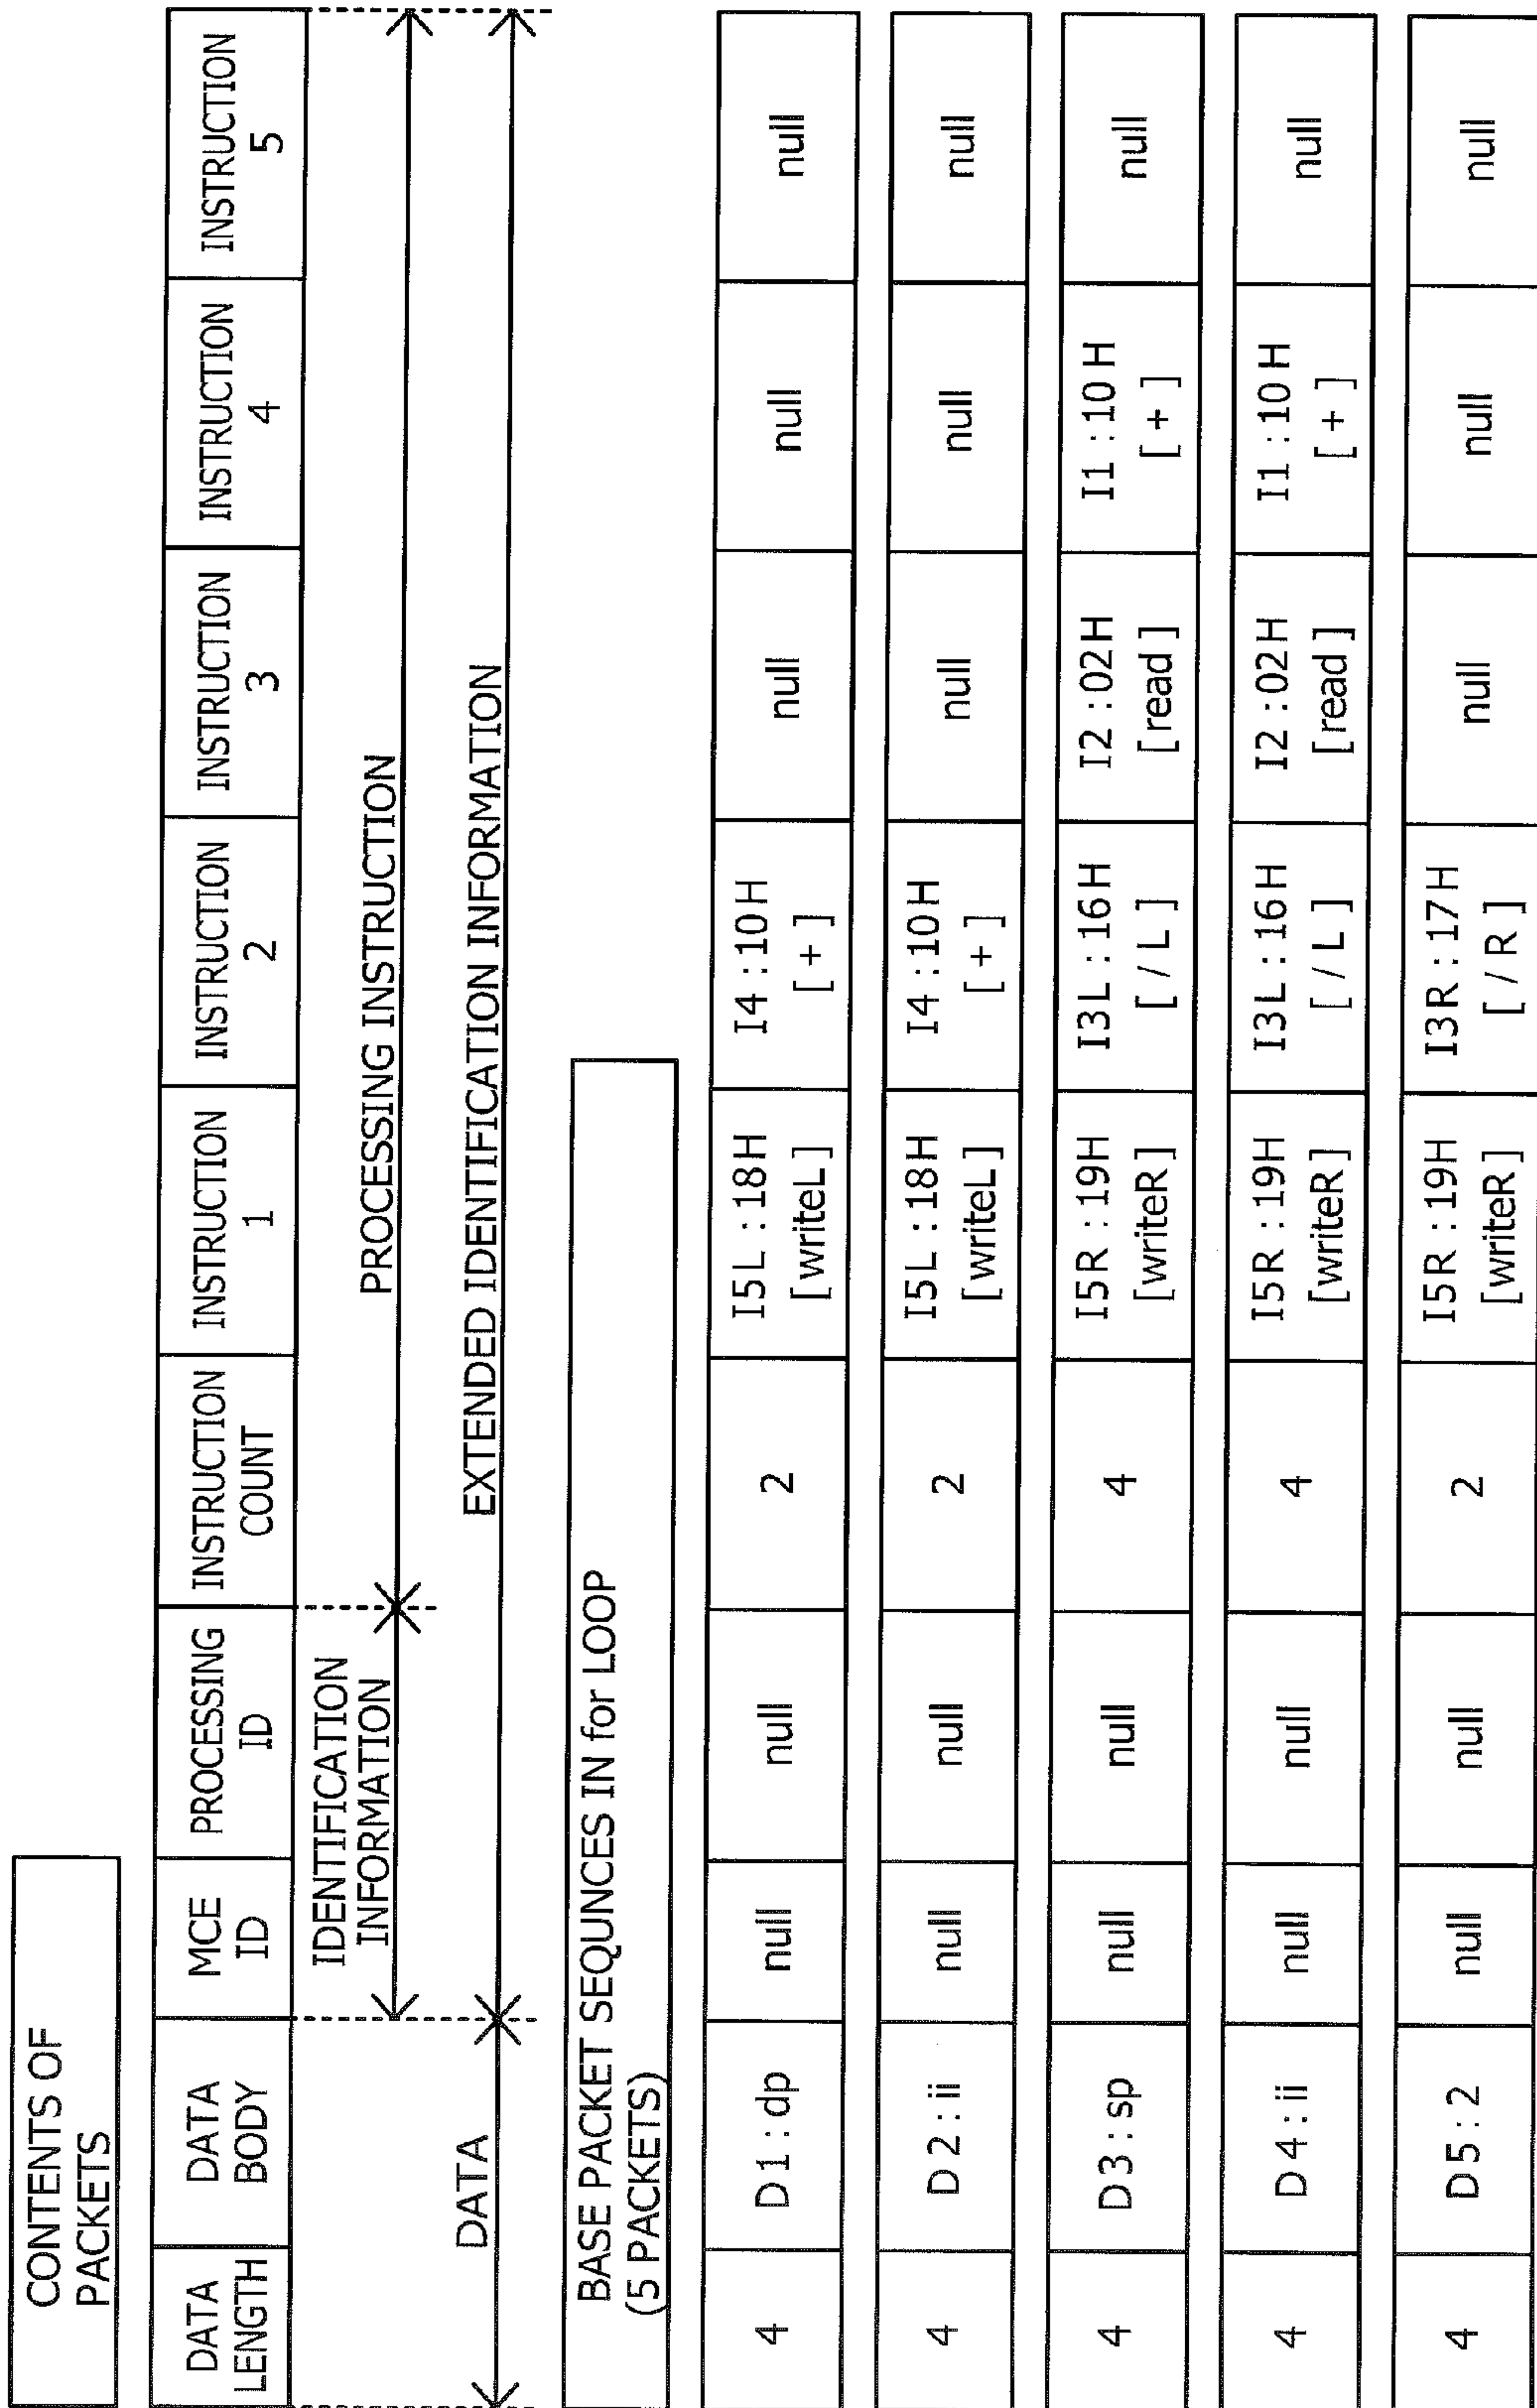 CONTENTS OF
PACKETS
DATA
LENGTH
DATA
BODY
MCE
ID
PROCESSING
ID
INSTRUCTION
COUNT
INSTRUCTION
1
INSTRUCTION
2
INSTRUCTION
3
INSTRUCTION
4
INSTRUCTION
5
IDENTIFICATION
INFORMATION
PROCESSING INSTRUCTION
DATA
EXTENDED IDENTIFICATION INFORMATION
BASE PACKET SEQUNCES IN for LOOP
(5 PACKETS)
4
D1:dp
null
null
2
I5L:18H
[writeL]
I4:10H
[+]
null
null
null
4
D2:ii
null
null
2
I5L:18H
[writeL]
I4:10H
[+]
null
null
null
4
D3:sp
null
null
4
I5R:19H
[writeR]
I3L:16H
[/L]
I2:02H
[read]
I1:10H
[+]
null
4
D4:ii
null
null
4
I5R:19H
[writeR]
I3L:16H
[/L]
I2:02H
[read]
I1:10H
[+]
null
4
D5:2
null
null
2
I5R:19H
[writeR]
I3R:17H
[/R]
null
null
null